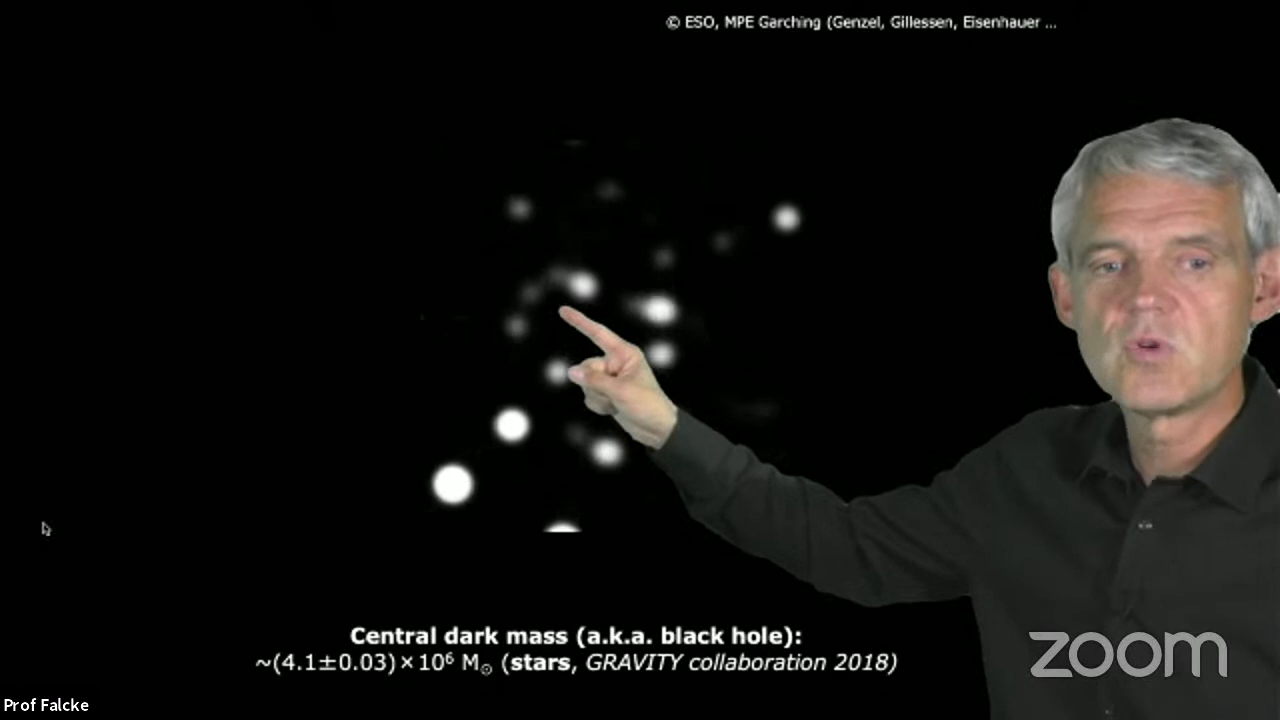 © ESO, MPE Garching (Genzel, Gillessen, Eisenhauer ...
Central dark mass (a.k.a. black hole):
~(4.1±0.03)×10⁶ M☉ (stars, GRAVITY collaboration 2018)
zoom
Prof Falcke